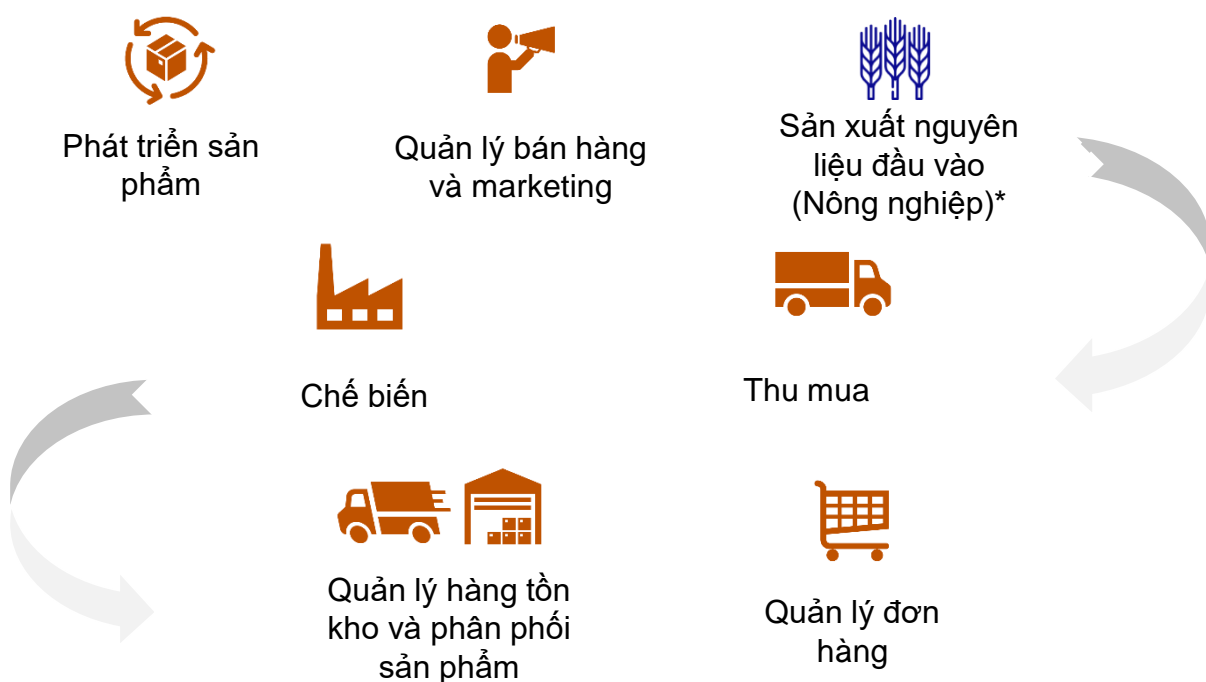 Phát triển sản
phẩm
Quản lý bán hàng
và marketing
Sản xuất nguyên
liệu đầu vào
(Nông nghiệp)*
Chế biến
Thu mua
Quản lý hàng tồn
kho và phân phối
sản phẩm
Quản lý đơn
hàng